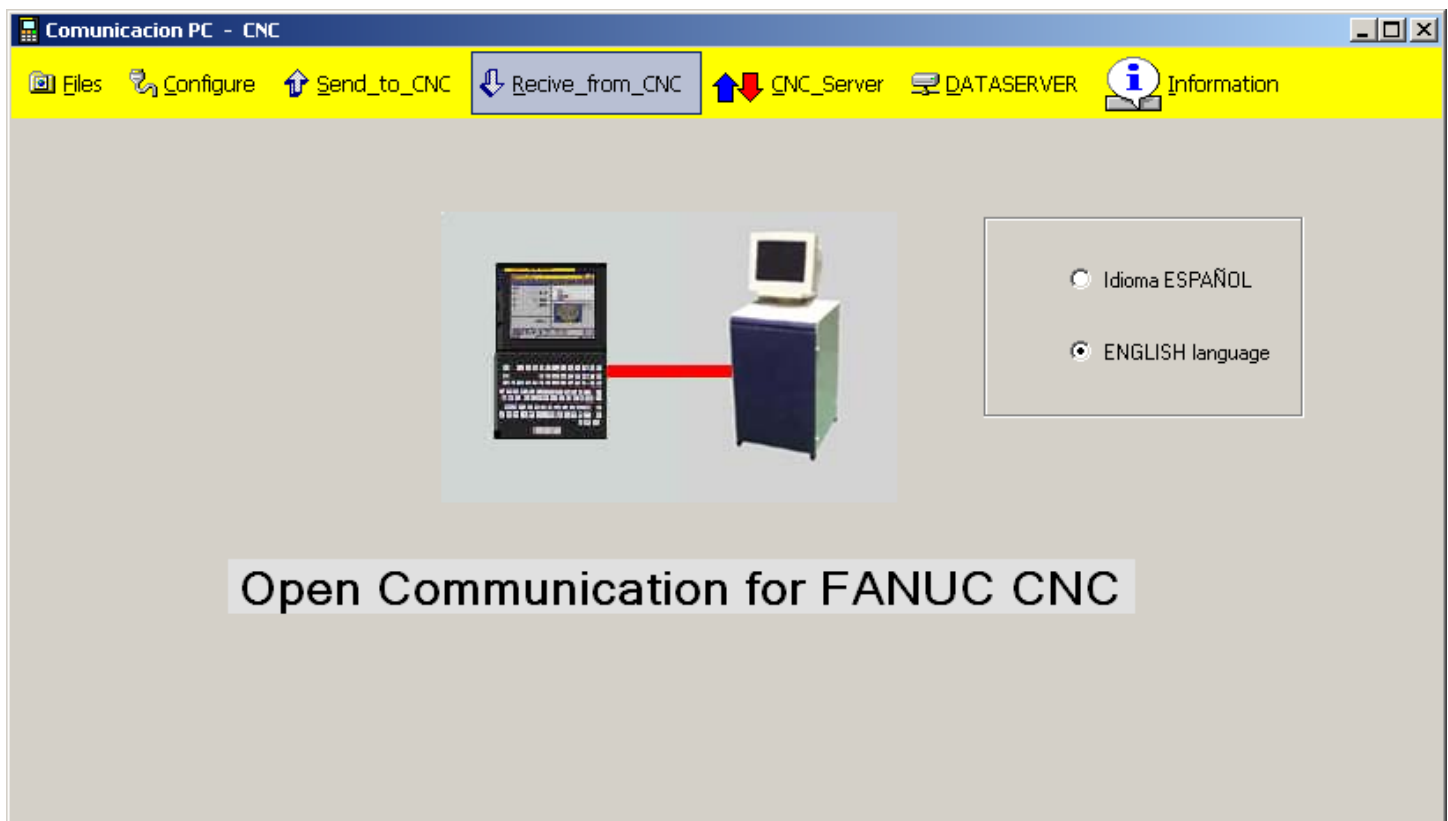 Comunicacion PC - CNC
Files Configure Send_to_CNC Recive_from_CNC CNC_Server DATASERVER Information
Idioma ESPAÑOL
ENGLISH language
Open Communication for FANUC CNC